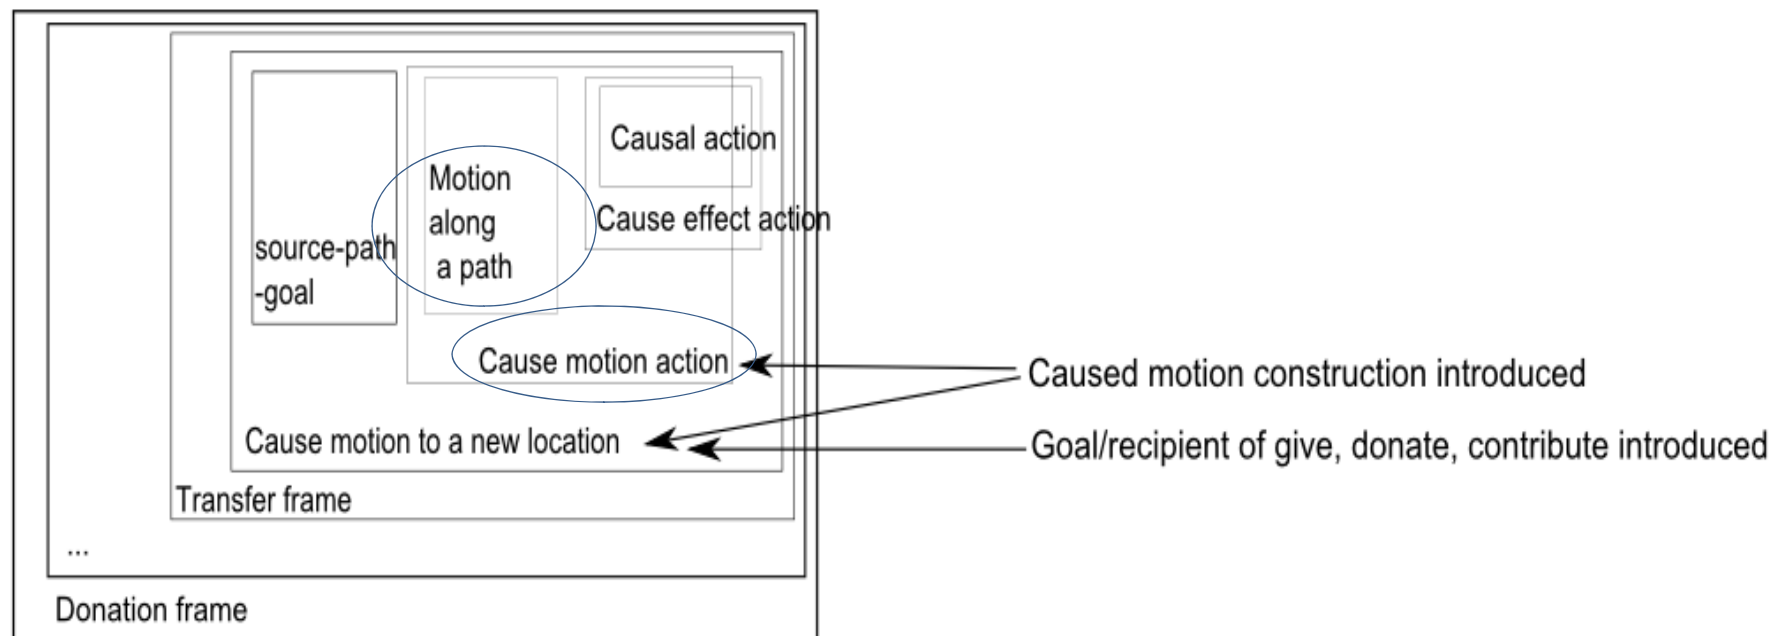 Causal action
Motion
along
a path
Cause effect action
source-path
-goal
Cause motion action
Caused motion construction introduced
Cause motion to a new location
Goal/recipient of give, donate, contribute introduced
Transfer frame
...
Donation frame